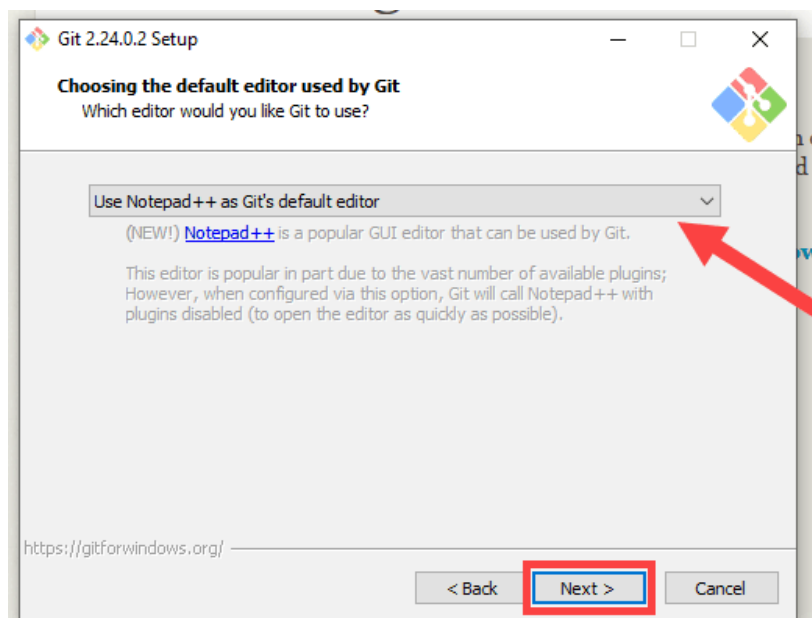 Git 2.24.0.2 Setup
Choosing the default editor used by Git
Which editor would you like Git to use?
Use Notepad++ as Git's default editor
(NEW!) Notepad++ is a popular GUI editor that can be used by Git.
This editor is popular in part due to the vast number of available plugins;
However, when configured via this option, Git will call Notepad++ with
plugins disabled (to open the editor as quickly as possible).
https://gitforwindows.org/
< Back Next > Cancel